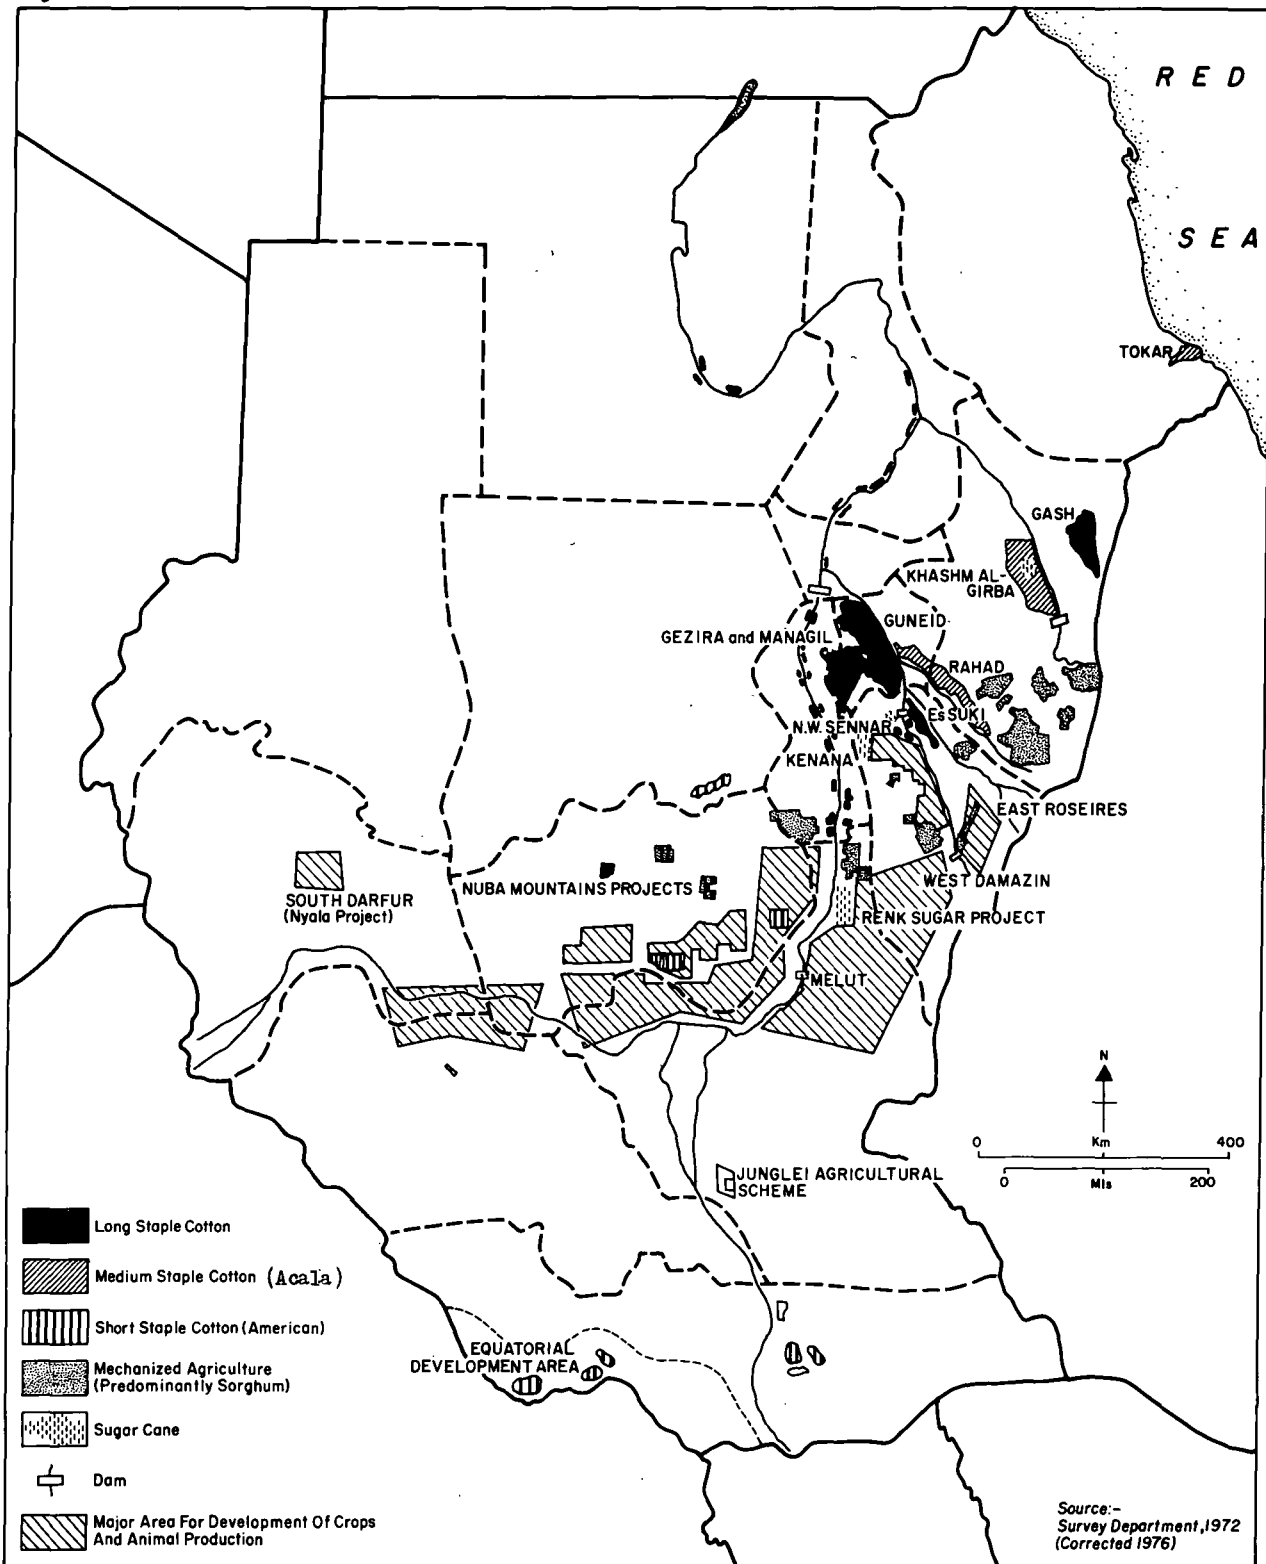 RED
SEA
TOKAR
GASH
KHASHM AL-
GIRBA
GUNEID
GEZIRA and MANAGIL
RAHAD
Es SUKI
N.W. SENNAR
KENANA
EAST ROSEIRES
WEST DAMAZIN
NUBA MOUNTAINS PROJECTS
SOUTH DARFUR
(Nyala Project)
RENK SUGAR PROJECT
MELUT
N
0 Km 400
0 Mls 200
JUNGLEI AGRICULTURAL
SCHEME
EQUATORIAL
DEVELOPMENT AREA
Long Staple Cotton
Medium Staple Cotton (Acala)
Short Staple Cotton (American)
Mechanized Agriculture
(Predominantly Sorghum)
Sugar Cane
Dam
Major Area For Development Of Crops
And Animal Production
Source:-
Survey Department, 1972
(Corrected 1976)